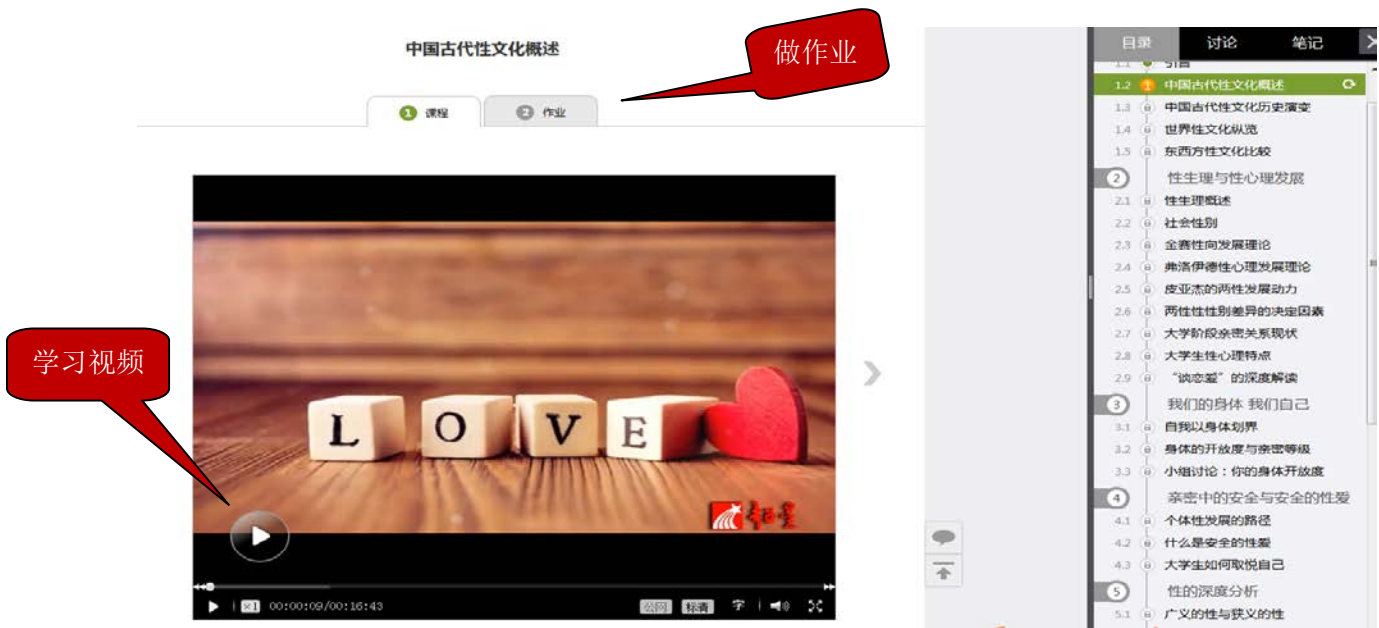 中国古代性文化概述
做作业
1 课程
2 作业
学习视频
L O V E
超星
×1 00:00:09/00:16:43
公网 标清 字
目录 讨论 笔记
1.1 引言
1.2 1 中国古代性文化概述
1.3 中国古代性文化历史演变
1.4 世界性文化纵览
1.5 东西方性文化比较
2 性生理与性心理发展
2.1 性生理概述
2.2 社会性别
2.3 金赛性向发展理论
2.4 弗洛伊德性心理发展理论
2.5 皮亚杰的两性发展动力
2.6 两性性性别差异的决定因素
2.7 大学阶段亲密关系现状
2.8 大学生性心理特点
2.9 “谈恋爱”的深度解读
3 我们的身体 我们自己
3.1 自我以身体划界
3.2 身体的开放度与亲密等级
3.3 小组讨论：你的身体开放度
4 亲密中的安全与安全的性爱
4.1 个体性发展的路径
4.2 什么是安全的性爱
4.3 大学生如何取悦自己
5 性的深度分析
5.1 广义的性与狭义的性